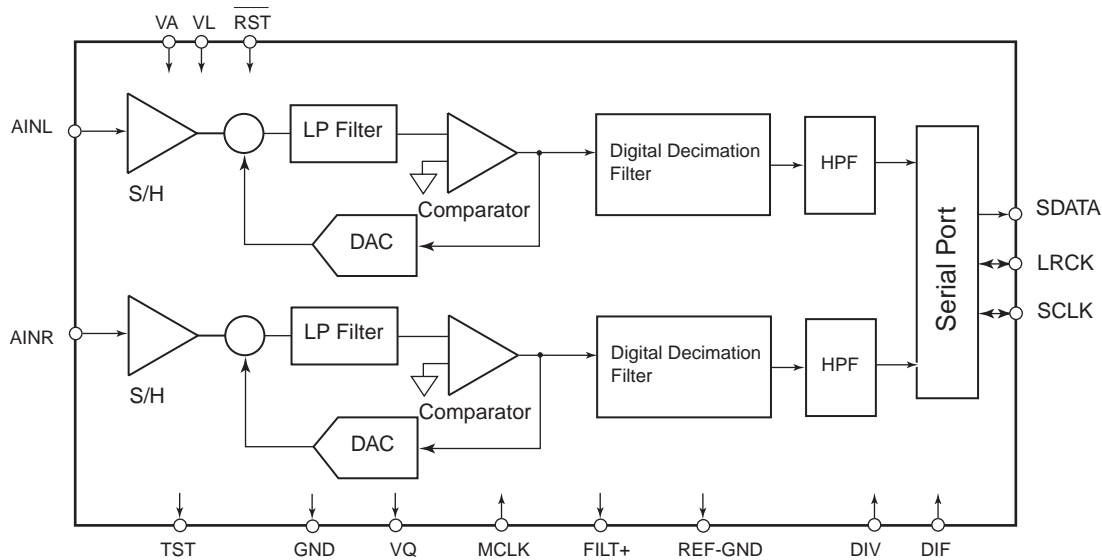 VA VL RST
AINL
S/H
LP Filter
Comparator
DAC
Digital Decimation
Filter
HPF
Serial Port
SDATA
LRCK
SCLK
AINR
S/H
LP Filter
Comparator
DAC
Digital Decimation
Filter
HPF
TST GND VQ MCLK FILT+ REF-GND DIV DIF